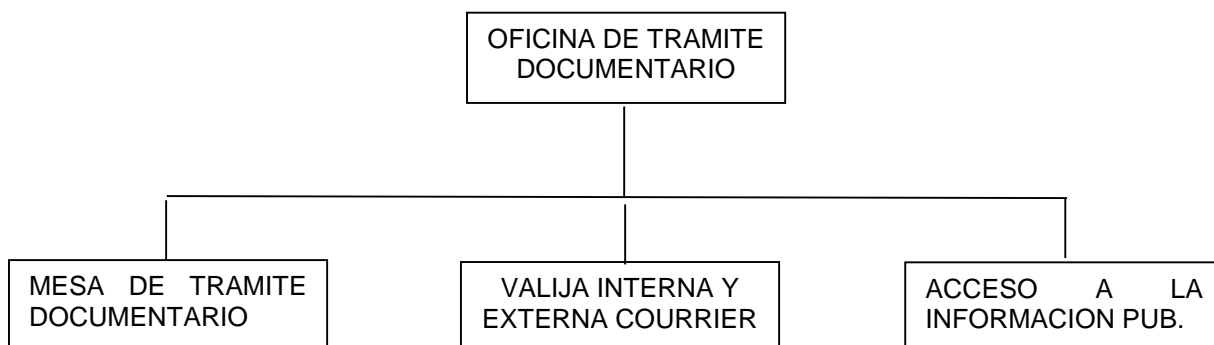 OFICINA DE TRAMITE
DOCUMENTARIO
MESA DE TRAMITE
DOCUMENTARIO
VALIJA INTERNA Y
EXTERNA COURRIER
ACCESO A LA
INFORMACION PUB.